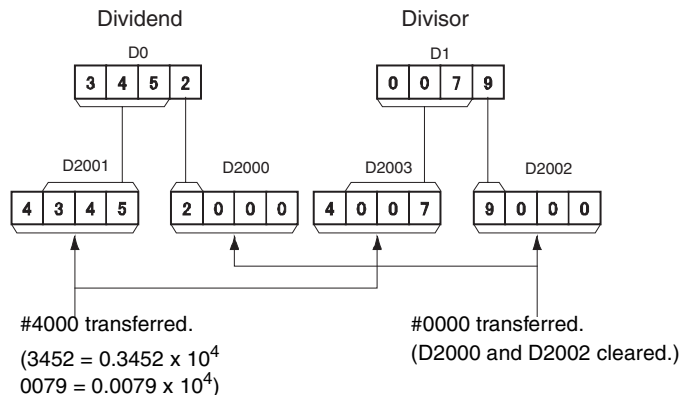 Dividend Divisor
D0 D1
3 4 5 2 0 0 7 9
D2001 D2000 D2003 D2002
4 3 4 5 2 0 0 0 4 0 0 7 9 0 0 0
#4000 transferred. #0000 transferred.
(3452 = 0.3452 x 10⁴ (D2000 and D2002 cleared.)
0079 = 0.0079 x 10⁴)